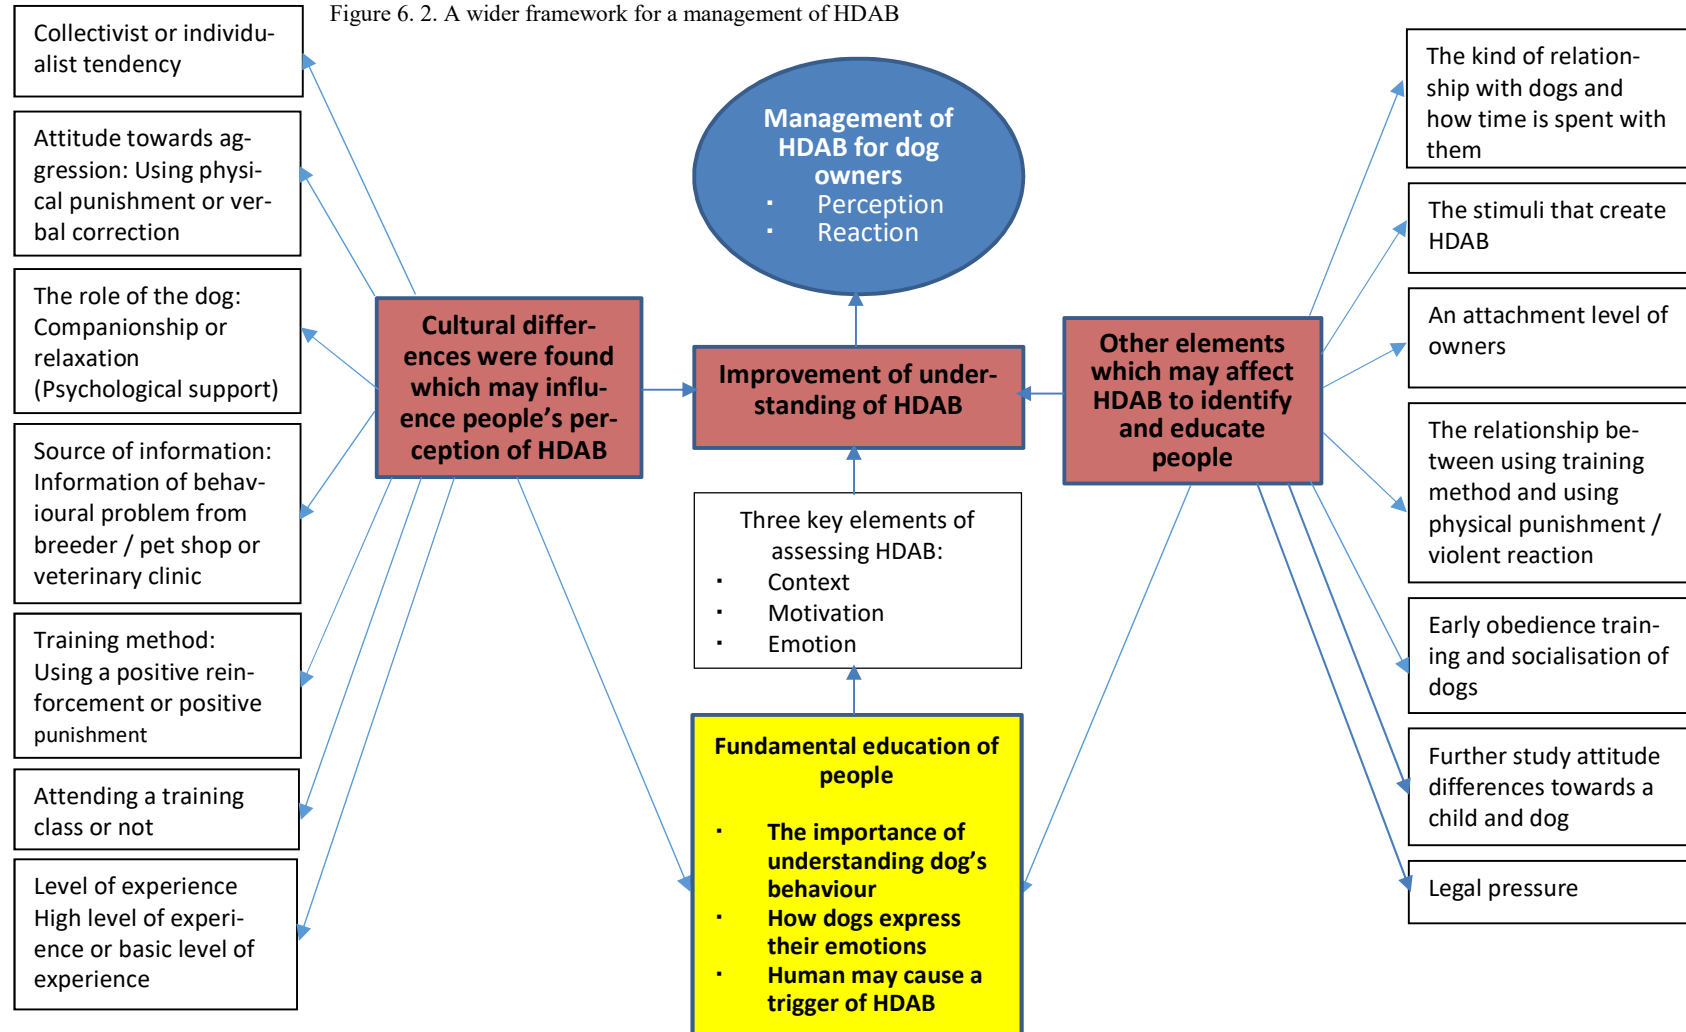 Figure 6. 2. A wider framework for a management of HDAB
Collectivist or individu-
alist tendency
Attitude towards ag-
gression: Using physi-
cal punishment or ver-
bal correction
The role of the dog:
Companionship or
relaxation
(Psychological support)
Source of information:
Information of behav-
ioural problem from
breeder / pet shop or
veterinary clinic
Training method:
Using a positive rein-
forcement or positive
punishment
Attending a training
class or not
Level of experience
High level of experi-
ence or basic level of
experience
Cultural differ-
ences were found
which may influ-
ence people’s per-
ception of HDAB
Management of
HDAB for dog
owners
· Perception
· Reaction
Improvement of under-
standing of HDAB
Three key elements of
assessing HDAB:
· Context
· Motivation
· Emotion
Fundamental education of
people
· The importance of
understanding dog’s
behaviour
· How dogs express
their emotions
· Human may cause a
trigger of HDAB
Other elements
which may affect
HDAB to identify
and educate
people
The kind of relation-
ship with dogs and
how time is spent with
them
The stimuli that create
HDAB
An attachment level of
owners
The relationship be-
tween using training
method and using
physical punishment /
violent reaction
Early obedience train-
ing and socialisation of
dogs
Further study attitude
differences towards a
child and dog
Legal pressure